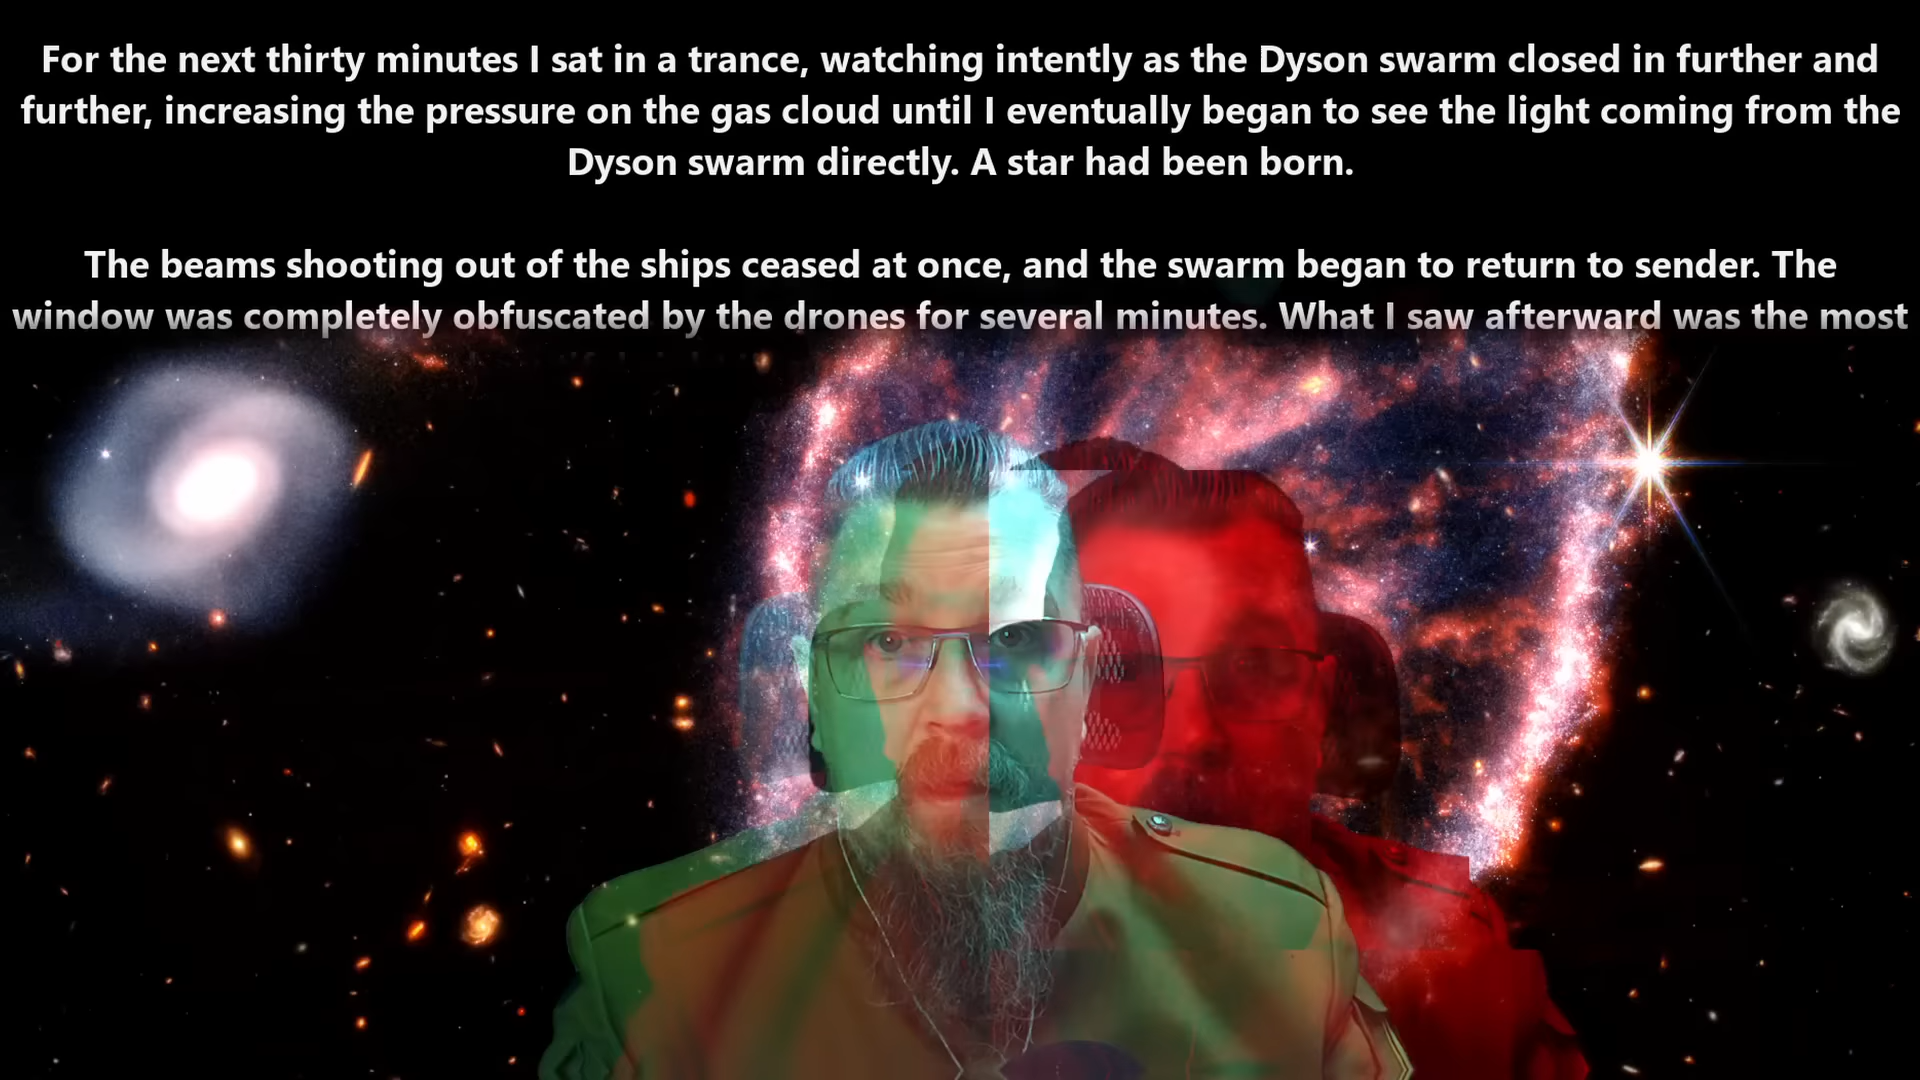 For the next thirty minutes I sat in a trance, watching intently as the Dyson swarm closed in further and
further, increasing the pressure on the gas cloud until I eventually began to see the light coming from the
Dyson swarm directly. A star had been born.
The beams shooting out of the ships ceased at once, and the swarm began to return to sender. The
window was completely obfuscated by the drones for several minutes. What I saw afterward was the most